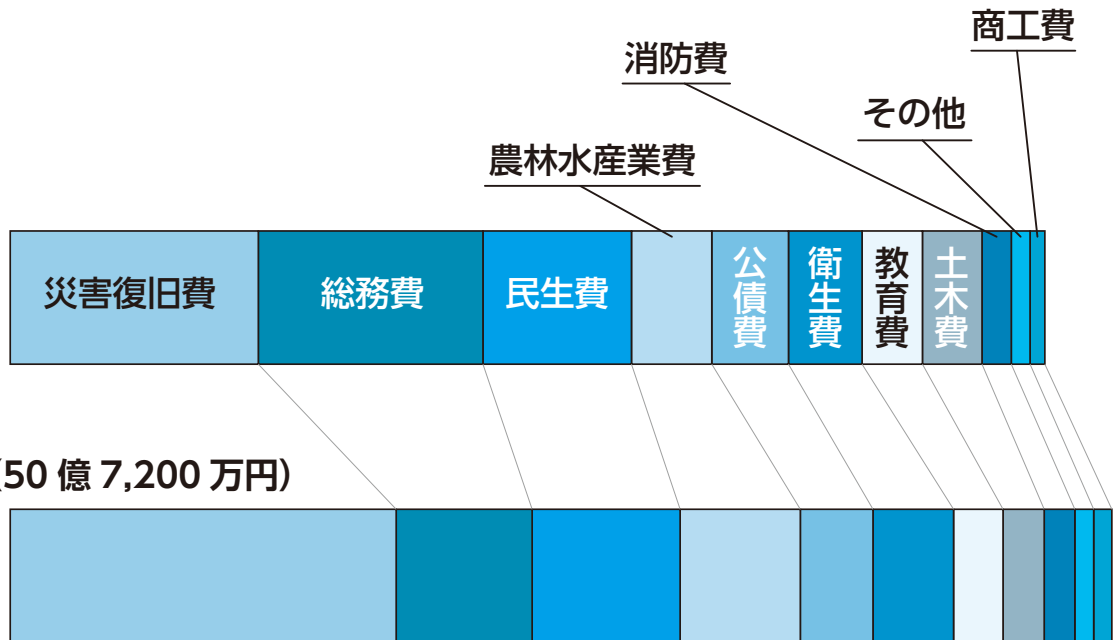 商工費
消防費
その他
農林水産業費
災害復旧費
総務費
民生費
公債費
衛生費
教育費
土木費
(50 億 7,200 万円)